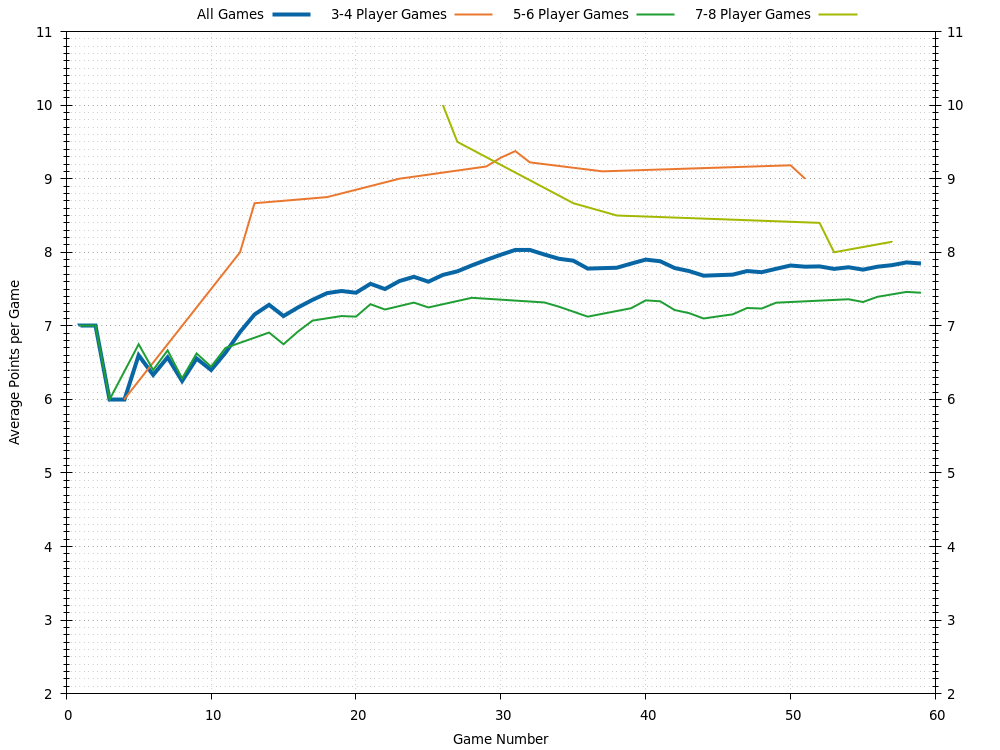 All Games 3-4 Player Games 5-6 Player Games 7-8 Player Games
11 11
10 10
9 9
8 8
7 7
6 6
5 5
4 4
3 3
2 2
0 10 20 30 40 50 60
Average Points per Game
Game Number